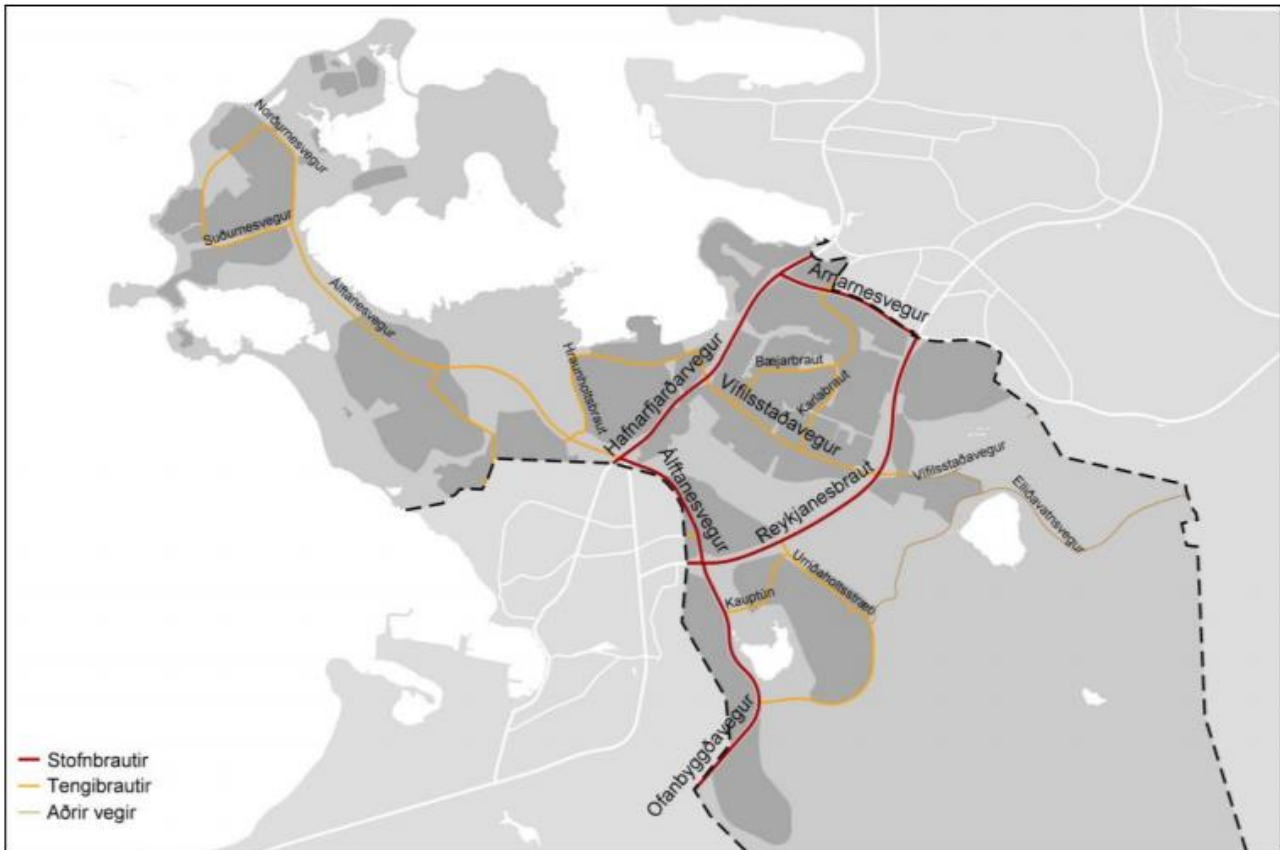 Norðurnesvegur
Suðurnesvegur
Álftanesvegur
Arnarnesvegur
Hraunholtsbraut
Hafnarfjarðarvegur
Bæjarbraut
Karlabraut
Vífilsstaðavegur
Álftanesvegur
Reykjanesbraut
Vífilsstaðavegur
Elliðavatnsvegur
Urriðaholtsstræti
Kauptún
Ofanbyggðavegur
Stofnbrautir
Tengibrautir
Aðrir vegir